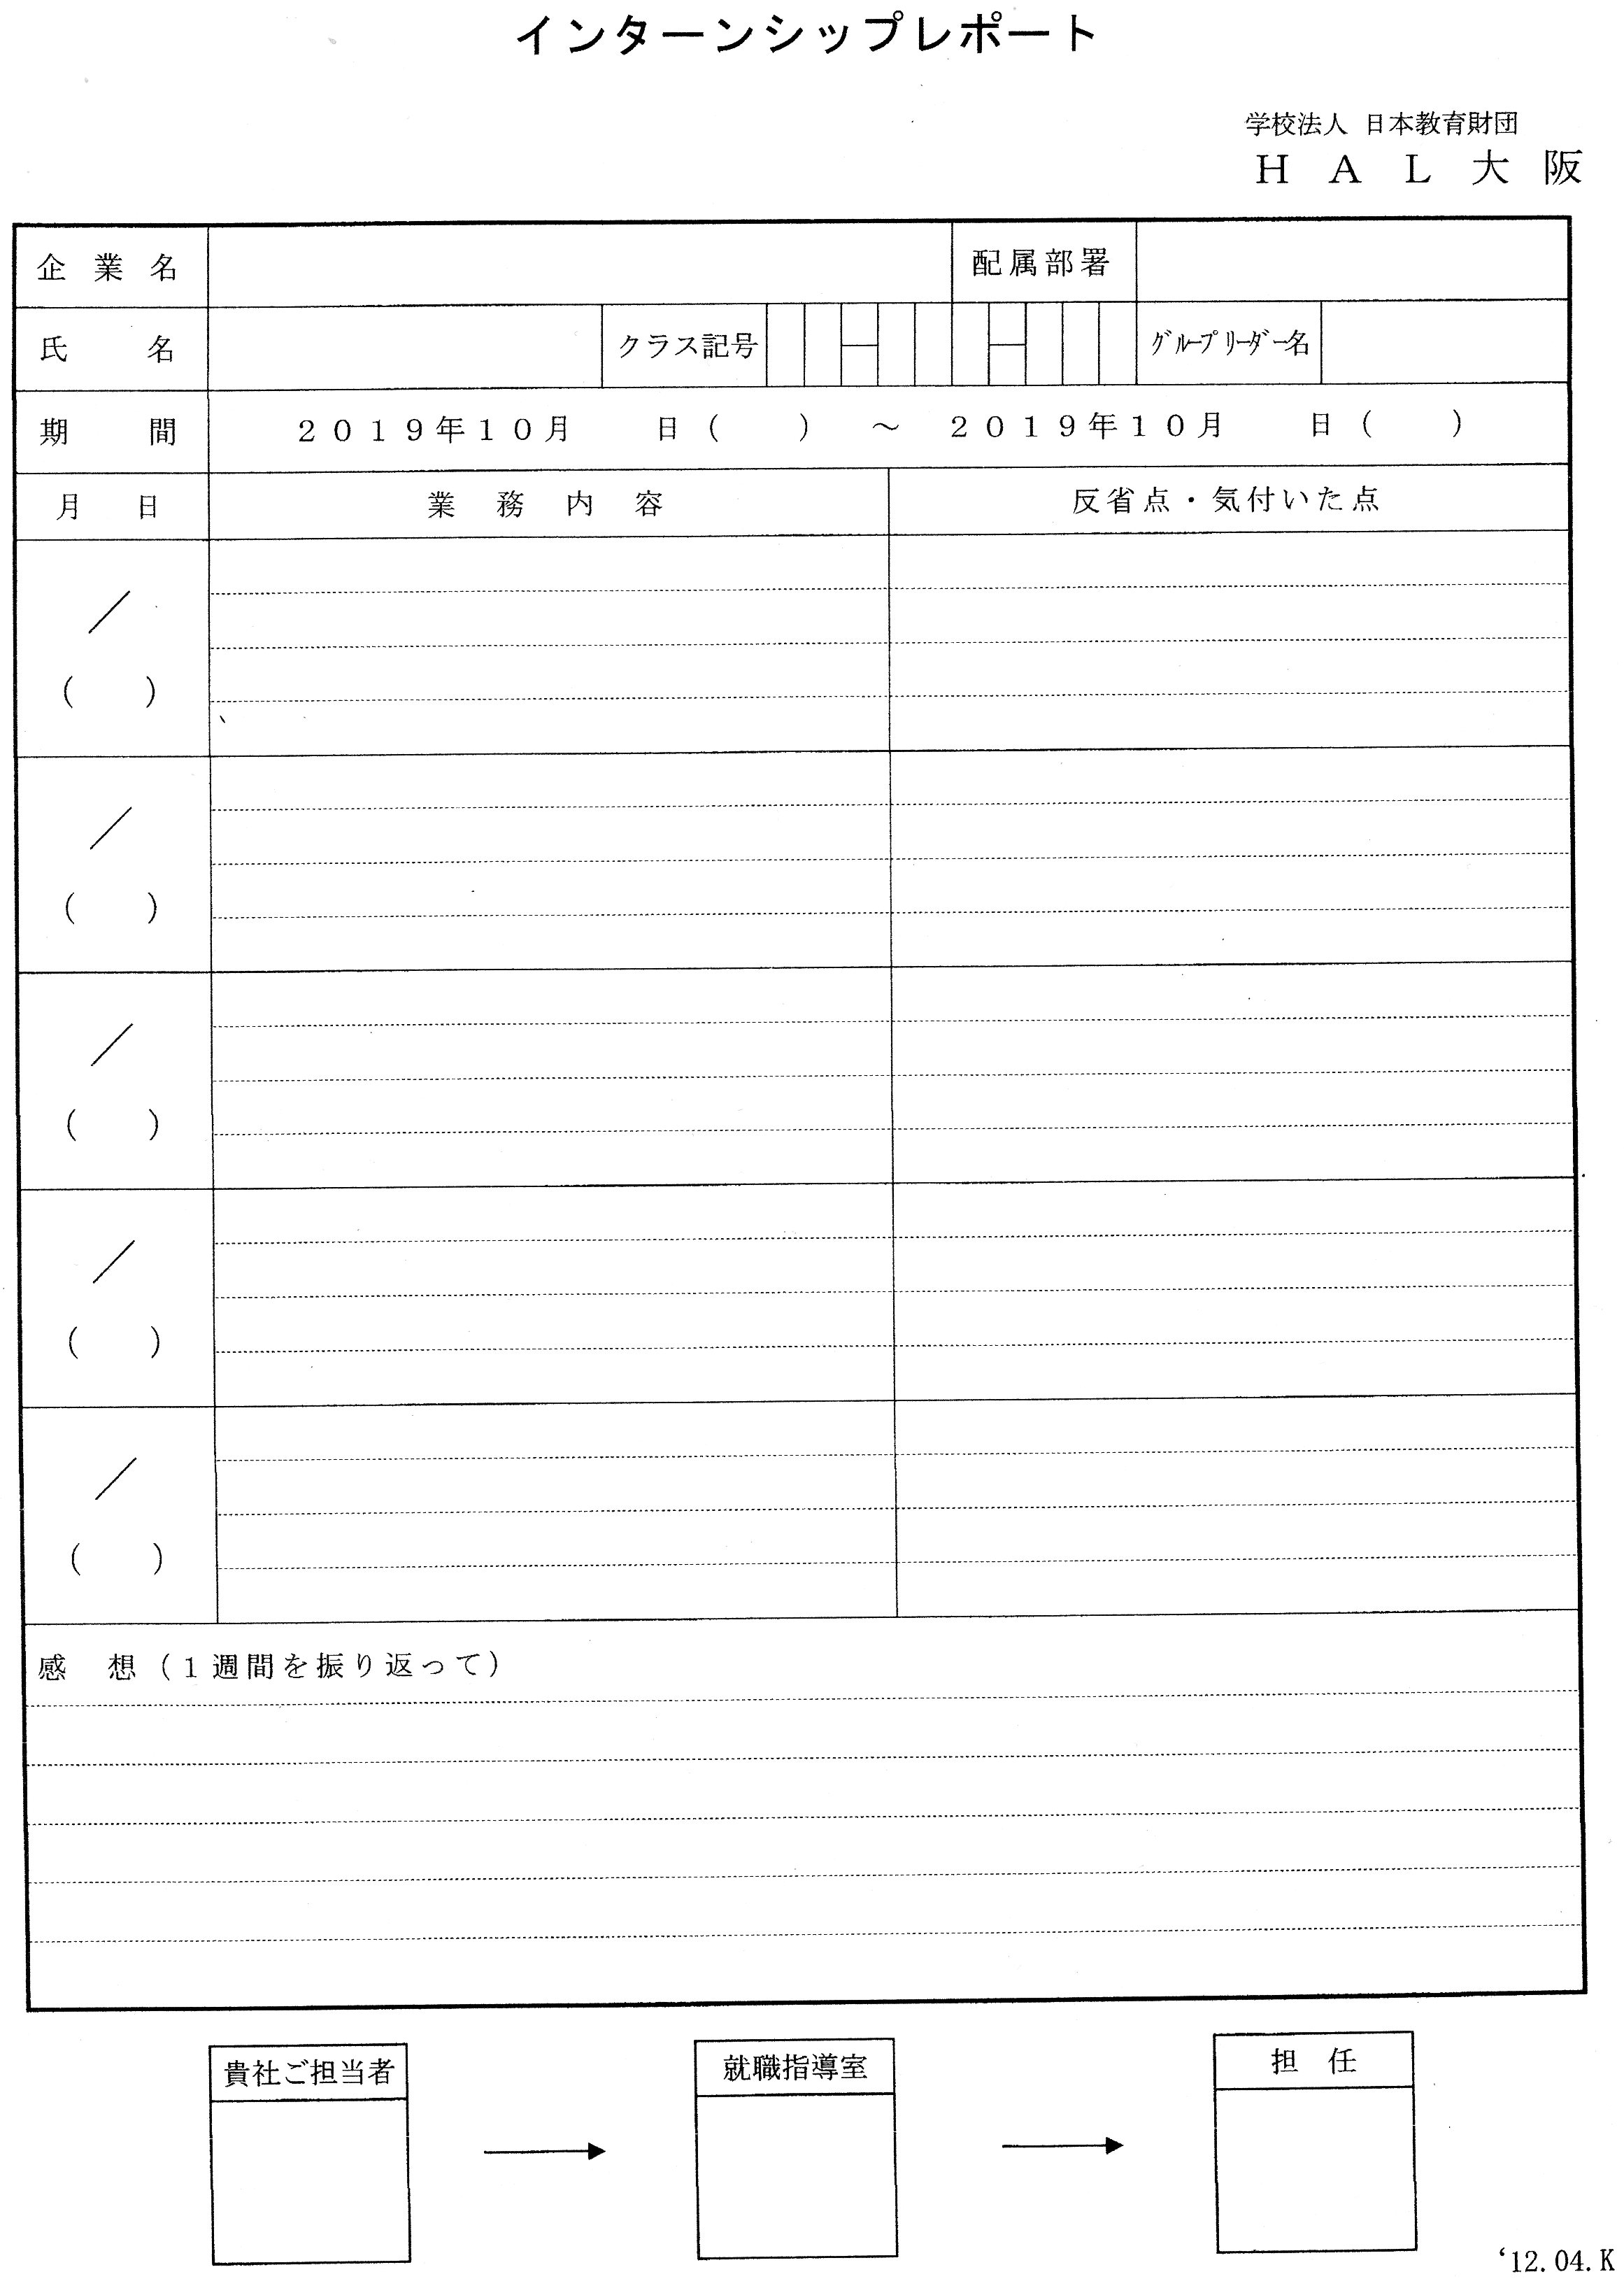 インターンシップレポート
学校法人 日本教育財団
ＨＡＬ大阪
企業名 配属部署
氏名 クラス記号 ｸﾞﾙｰﾌﾟﾘｰﾀﾞｰ名
期間 ２０１９年１０月 日（ ） ～ ２０１９年１０月 日（ ）
月日 業務内容 反省点・気付いた点
／
（ ）
／
（ ）
／
（ ）
／
（ ）
／
（ ）
感想（１週間を振り返って）
貴社ご担当者 → 就職指導室 → 担任
‘12.04.K